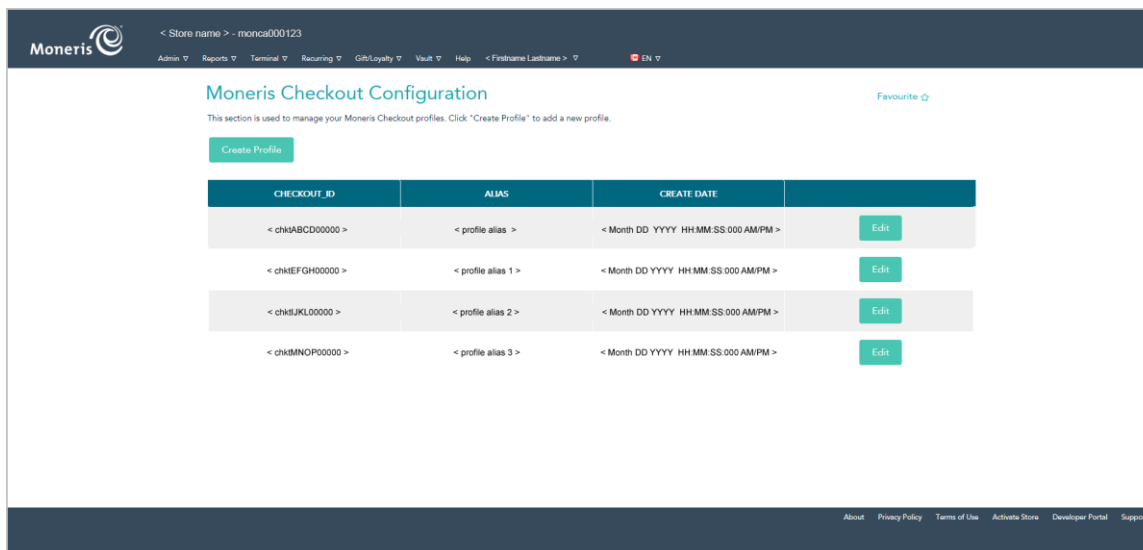 < Store name > - monca000123
Moneris
Admin Reports Terminal Recurring Gift/Loyalty Vault Help < Firstname Lastname > EN
Moneris Checkout Configuration
Favourite
This section is used to manage your Moneris Checkout profiles. Click "Create Profile" to add a new profile.
Create Profile
CHECKOUT_ID ALIAS CREATE DATE
< chktABCD00000 > < profile alias > < Month DD YYYY HH:MM:SS:000 AM/PM > Edit
< chktEFGH00000 > < profile alias 1 > < Month DD YYYY HH:MM:SS:000 AM/PM > Edit
< chktIJKL00000 > < profile alias 2 > < Month DD YYYY HH:MM:SS:000 AM/PM > Edit
< chktMNOP00000 > < profile alias 3 > < Month DD YYYY HH:MM:SS:000 AM/PM > Edit
About Privacy Policy Terms of Use Activate Store Developer Portal Suppo